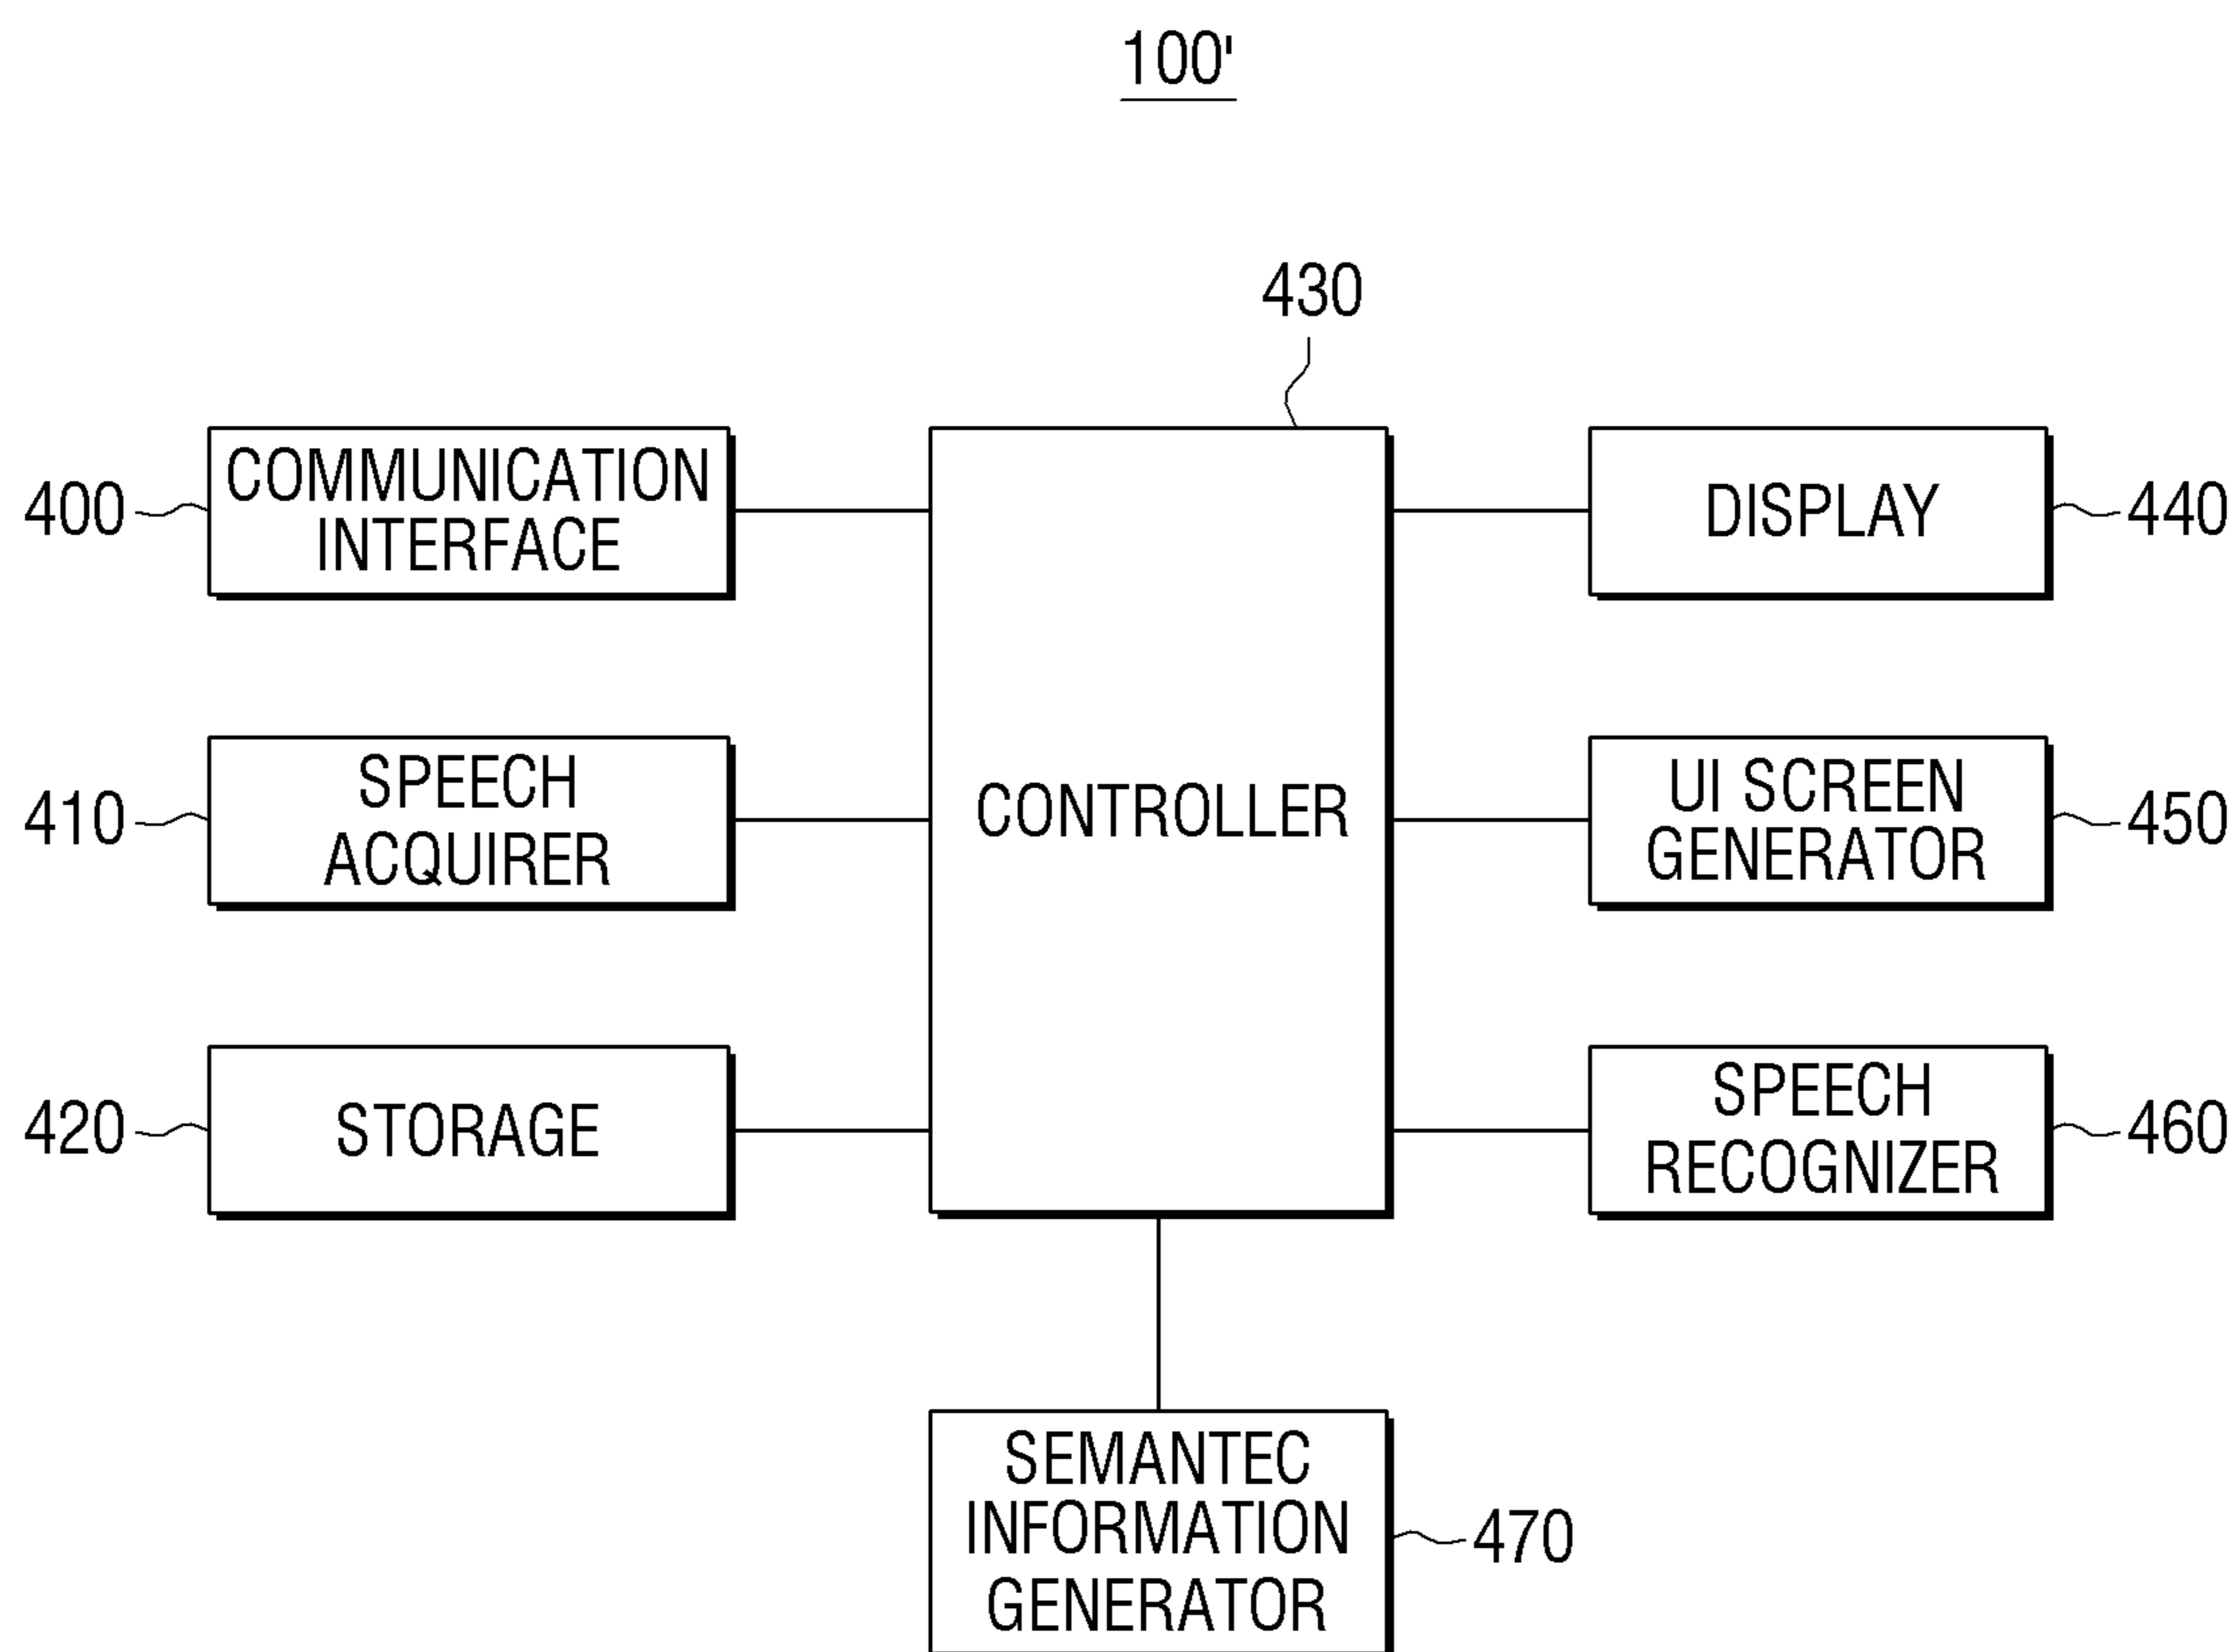 100'
430
400
COMMUNICATION
INTERFACE
DISPLAY
440
410
SPEECH
ACQUIRER
CONTROLLER
UI SCREEN
GENERATOR
450
420
STORAGE
SPEECH
RECOGNIZER
460
SEMANTEC
INFORMATION
GENERATOR
470